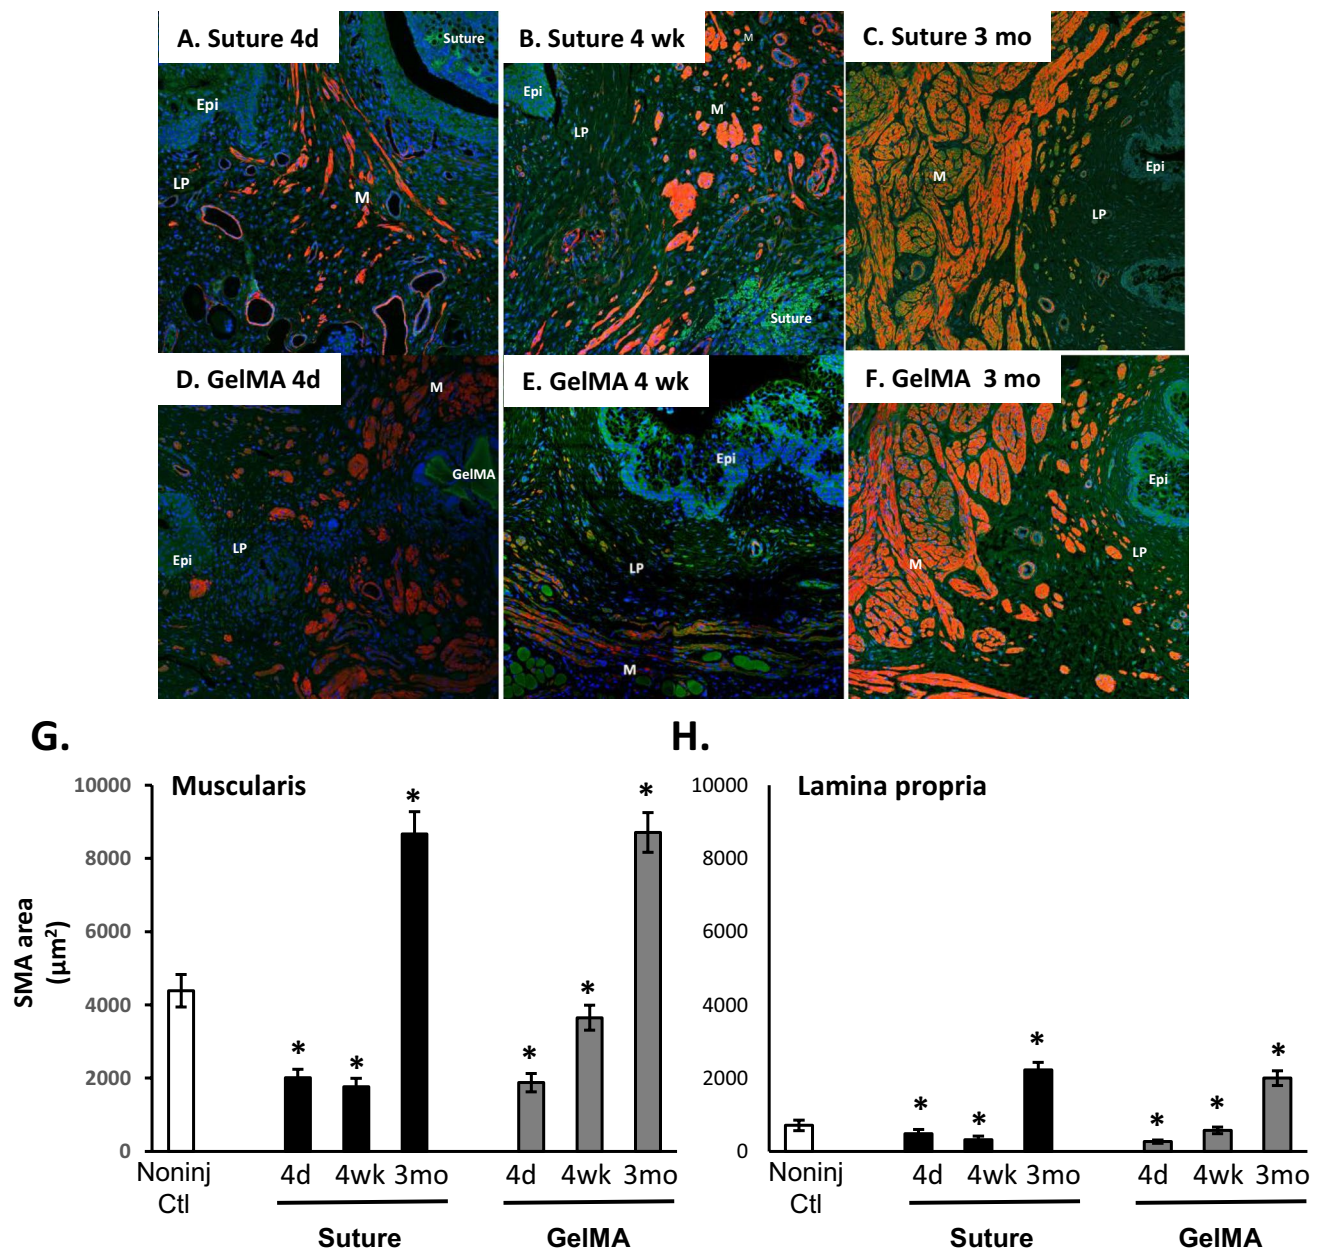 A. Suture 4d
Suture
Epi
LP
M
B. Suture 4 wk
M
Epi
M
LP
Suture
C. Suture 3 mo
Epi
M
LP
D. GelMA 4d
M
GelMA
LP
Epi
E. GelMA 4 wk
Epi
LP
M
F. GelMA 3 mo
Epi
LP
M
G.
Muscularis
SMA area
(µm²)
10000
8000
6000
4000
2000
0
*
*
*
*
*
*
Noninj
Ctl
4d 4wk 3mo
Suture
4d 4wk 3mo
GelMA
H.
Lamina propria
10000
8000
6000
4000
2000
0
*
*
*
*
*
*
Noninj
Ctl
4d 4wk 3mo
Suture
4d 4wk 3mo
GelMA